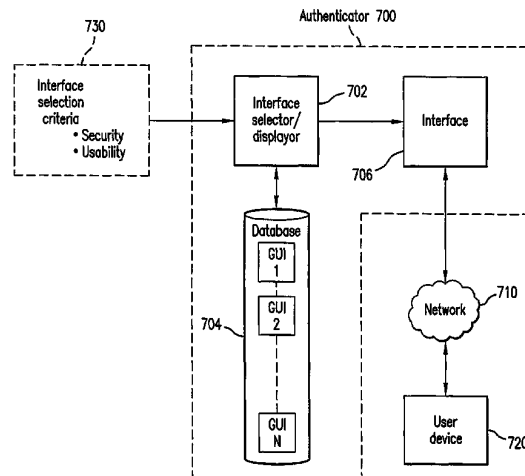 730
Authenticator 700
Interface
selection
criteria
• Security
• Usability
Interface
selector/
displayor
702
Interface
706
Database
GUI
1
GUI
2
704
GUI
N
Network
710
User
device
720